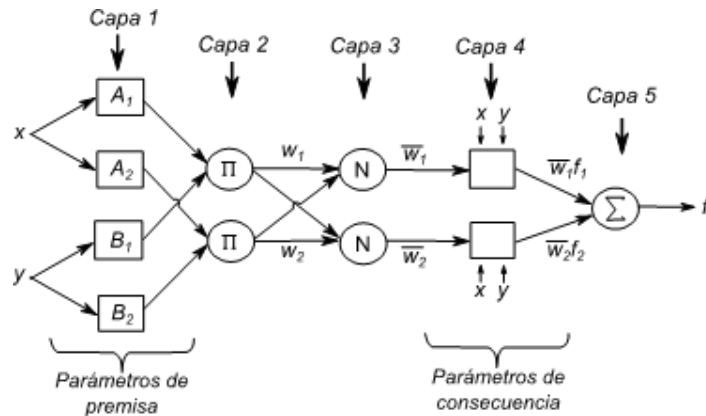 Capa 1
Capa 2
Capa 3
Capa 4
Capa 5
x y
A₁
x
Π
w₁
N
w̅₁
w̅₁f₁
A₂
Σ
f
B₁
Π
w₂
N
w̅₂
w̅₂f₂
y
B₂
x y
Parámetros de
premisa
Parámetros de
consecuencia